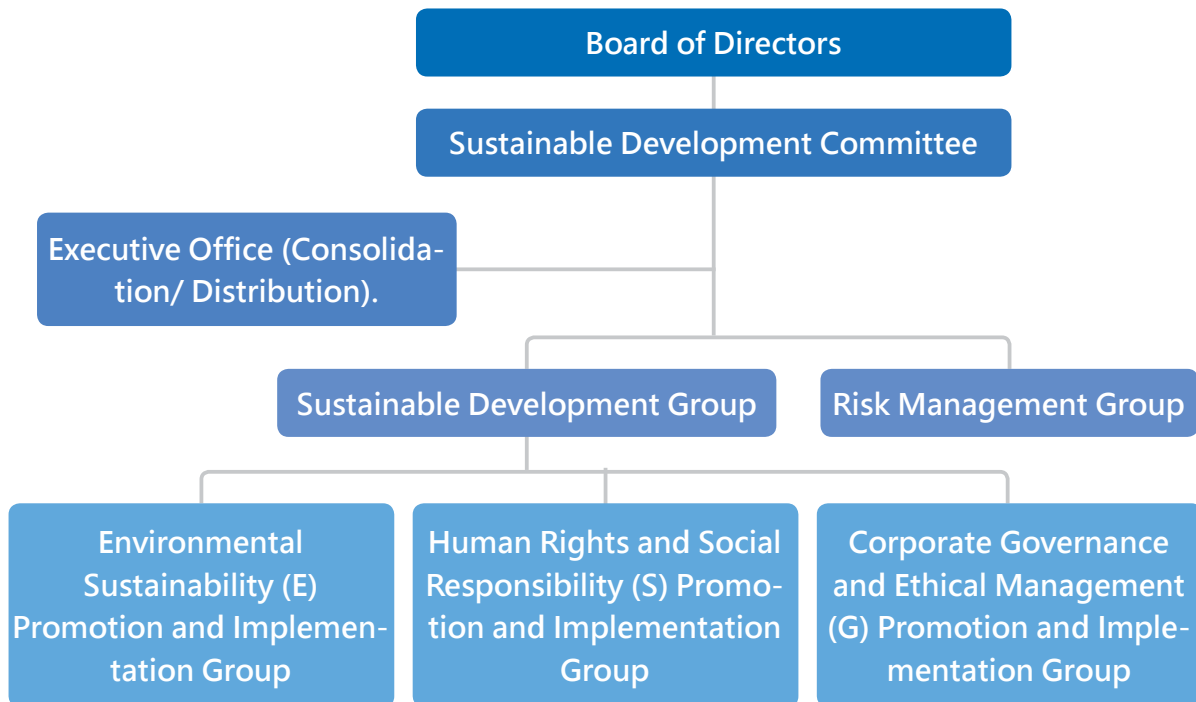 Board of Directors
Sustainable Development Committee
Executive Office (Consolida-
tion/ Distribution).
Sustainable Development Group
Risk Management Group
Environmental
Sustainability (E)
Promotion and Implemen-
tation Group
Human Rights and Social
Responsibility (S) Promo-
tion and Implementation
Group
Corporate Governance
and Ethical Management
(G) Promotion and Imple-
mentation Group